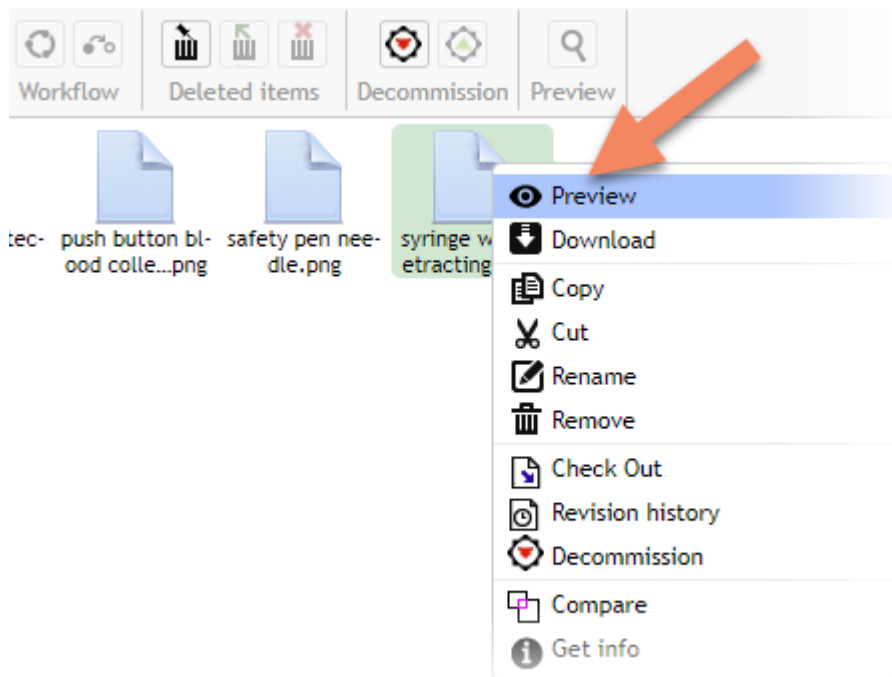 Workflow
Deleted items
Decommission
Preview
tec-
push button bl-
ood colle...png
safety pen nee-
dle.png
syringe w
etracting
Preview
Download
Copy
Cut
Rename
Remove
Check Out
Revision history
Decommission
Compare
Get info